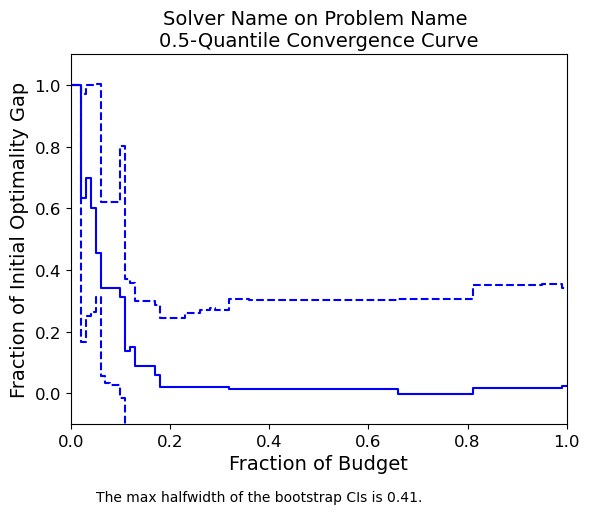 Solver Name on Problem Name
0.5-Quantile Convergence Curve
Fraction of Initial Optimality Gap
1.0
0.8
0.6
0.4
0.2
0.0
0.0 0.2 0.4 0.6 0.8 1.0
Fraction of Budget
The max halfwidth of the bootstrap CIs is 0.41.